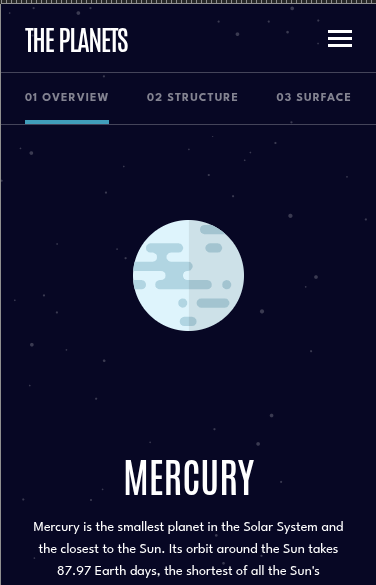 THE PLANETS
01 OVERVIEW 02 STRUCTURE 03 SURFACE
MERCURY
Mercury is the smallest planet in the Solar System and
the closest to the Sun. Its orbit around the Sun takes
87.97 Earth days, the shortest of all the Sun's